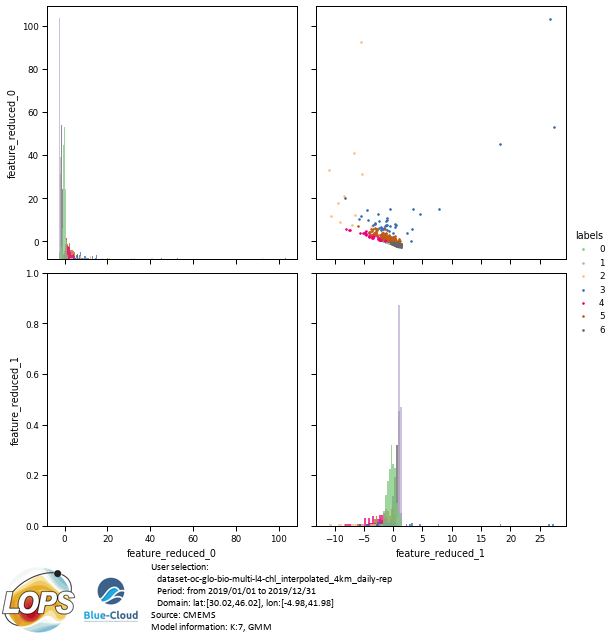 100
80
60
40
20
0
feature_reduced_0
labels
0
1
2
3
4
5
6
1.0
0.8
0.6
0.4
0.2
0.0
feature_reduced_1
0 20 40 60 80 100
feature_reduced_0
−10 −5 0 5 10 15 20 25
feature_reduced_1
LOPS
Blue-Cloud
User selection:
dataset-oc-glo-bio-multi-l4-chl_interpolated_4km_daily-rep
Period: from 2019/01/01 to 2019/12/31
Domain: lat:[30.02,46.02], lon:[-4.98,41.98]
Source: CMEMS
Model information: K:7, GMM